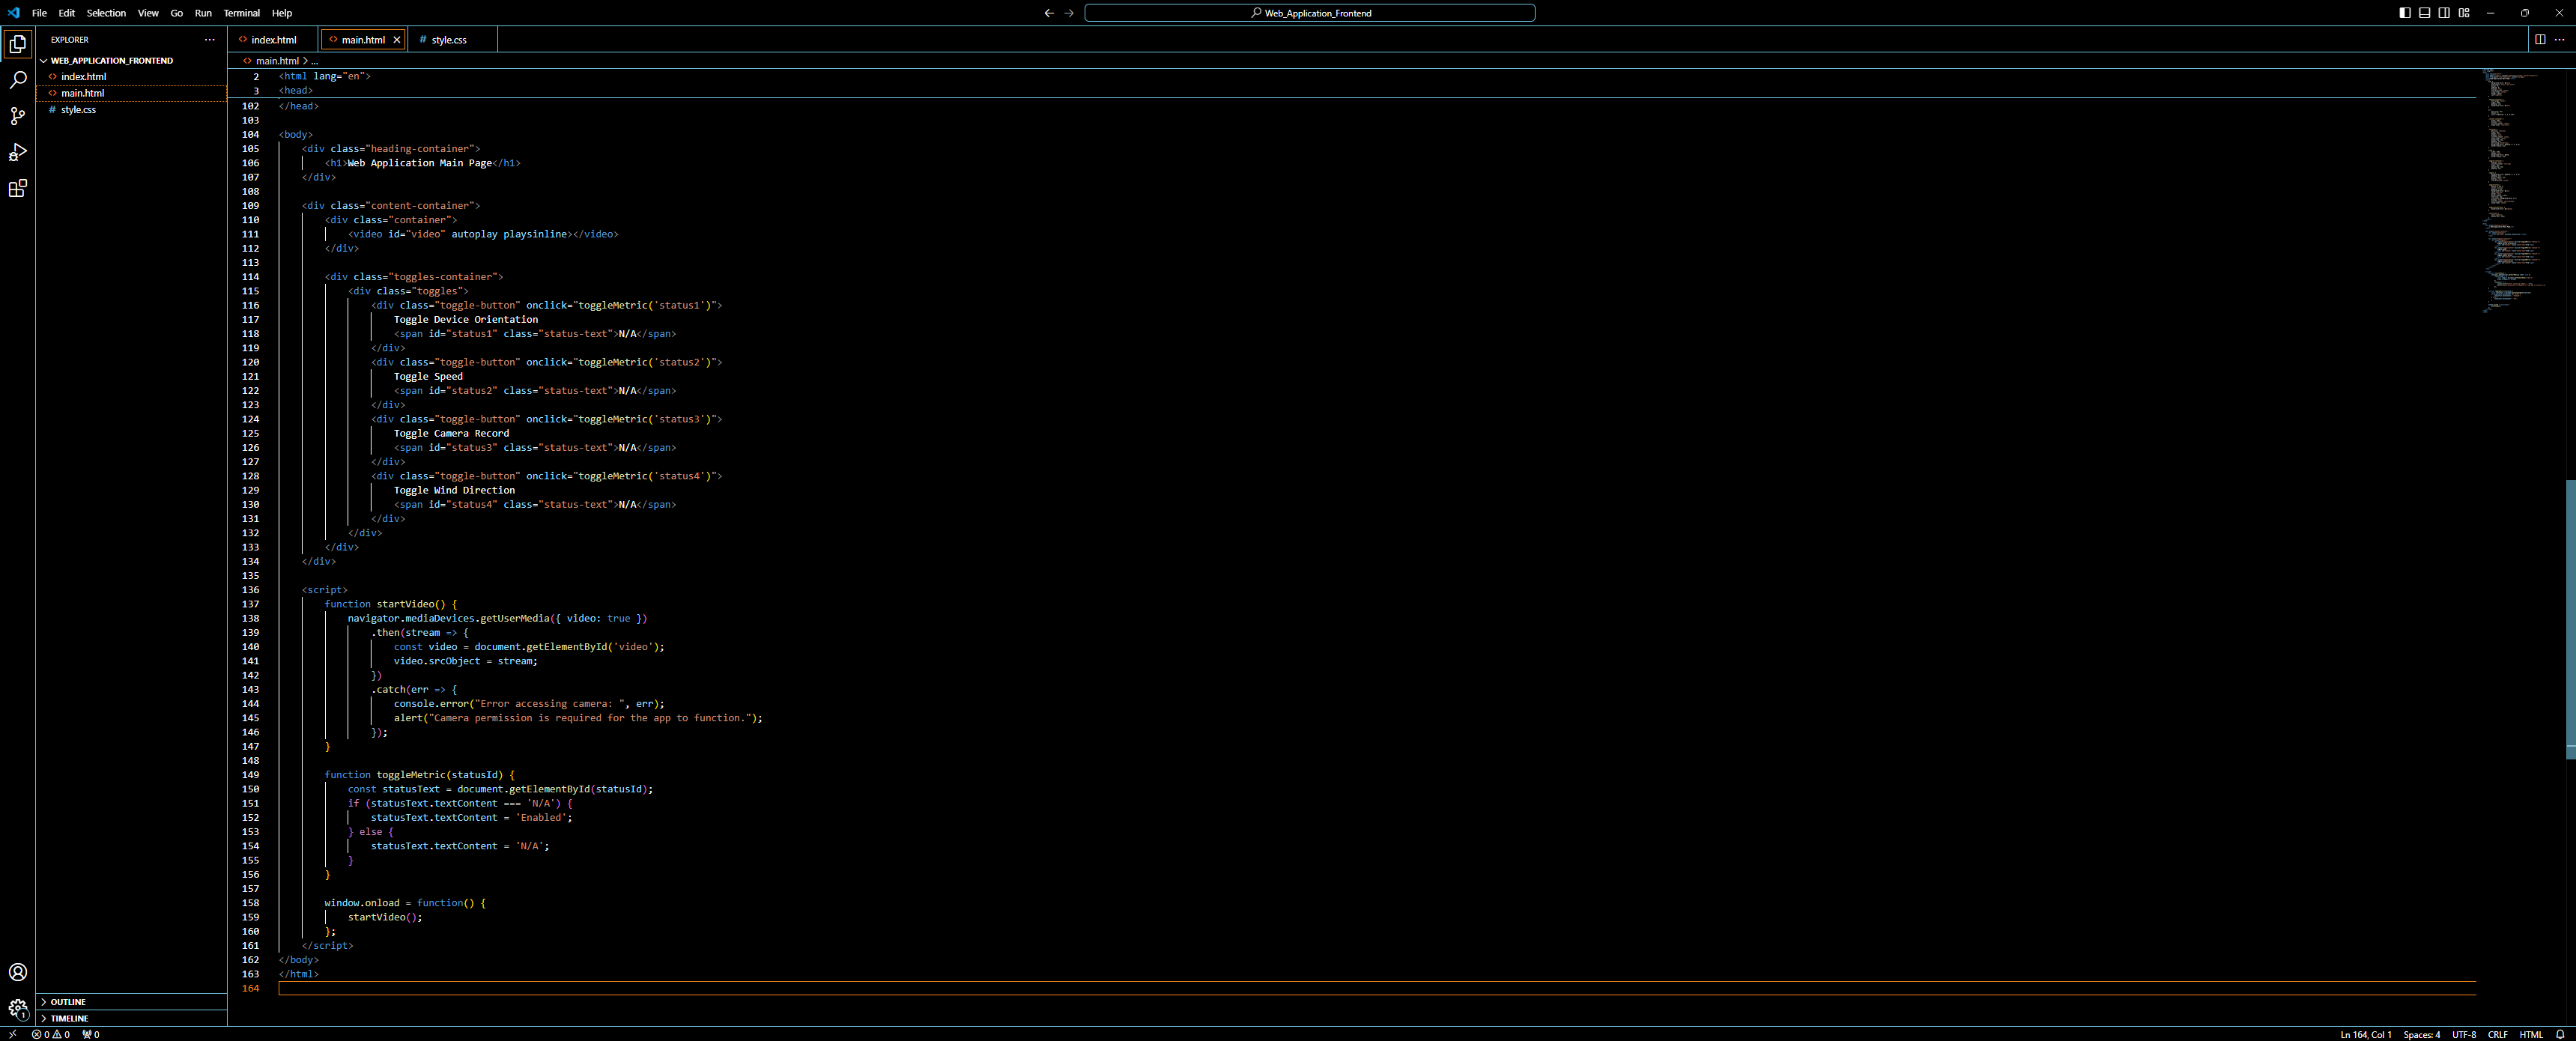 File Edit Selection View Go Run Terminal Help
Web_Application_Frontend
EXPLORER
WEB_APPLICATION_FRONTEND
index.html
main.html
style.css
OUTLINE
TIMELINE
index.html main.html style.css
main.html > ...
2 <html lang="en">
3 <head>
102 </head>
103
104 <body>
105 <div class="heading-container">
106 <h1>Web Application Main Page</h1>
107 </div>
108
109 <div class="content-container">
110 <div class="container">
111 <video id="video" autoplay playsinline></video>
112 </div>
113
114 <div class="toggles-container">
115 <div class="toggles">
116 <div class="toggle-button" onclick="toggleMetric('status1')">
117 Toggle Device Orientation
118 <span id="status1" class="status-text">N/A</span>
119 </div>
120 <div class="toggle-button" onclick="toggleMetric('status2')">
121 Toggle Speed
122 <span id="status2" class="status-text">N/A</span>
123 </div>
124 <div class="toggle-button" onclick="toggleMetric('status3')">
125 Toggle Camera Record
126 <span id="status3" class="status-text">N/A</span>
127 </div>
128 <div class="toggle-button" onclick="toggleMetric('status4')">
129 Toggle Wind Direction
130 <span id="status4" class="status-text">N/A</span>
131 </div>
132 </div>
133 </div>
134 </div>
135
136 <script>
137 function startVideo() {
138 navigator.mediaDevices.getUserMedia({ video: true })
139 .then(stream => {
140 const video = document.getElementById('video');
141 video.srcObject = stream;
142 })
143 .catch(err => {
144 console.error("Error accessing camera: ", err);
145 alert("Camera permission is required for the app to function.");
146 });
147 }
148
149 function toggleMetric(statusId) {
150 const statusText = document.getElementById(statusId);
151 if (statusText.textContent === 'N/A') {
152 statusText.textContent = 'Enabled';
153 } else {
154 statusText.textContent = 'N/A';
155 }
156 }
157
158 window.onload = function() {
159 startVideo();
160 };
161 </script>
162 </body>
163 </html>
164
1
0 0 0
Ln 164, Col 1 Spaces: 4 UTF-8 CRLF HTML